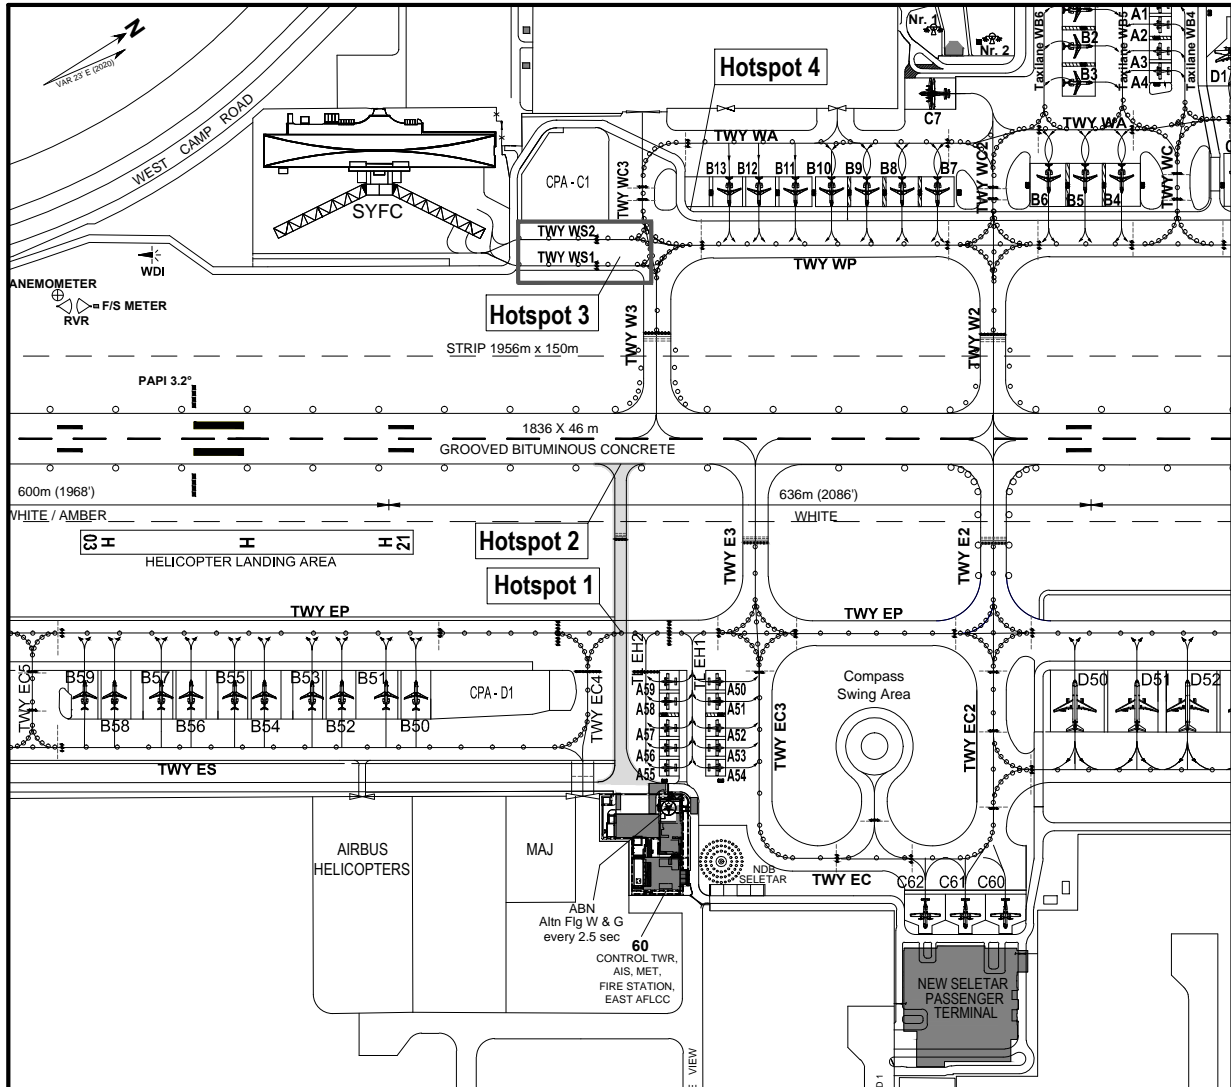 N
VAR 23' E (2020)
WEST CAMP ROAD
SYFC
WDI
ANEMOMETER
F/S METER
RVR
Nr. 1
Nr. 2
C7
Taxilane WB6
Taxilane WB5
Taxilane WB4
B2
B3
A1
A2
A3
A4
D1
Hotspot 4
TWY WA
TWY WA
CPA - C1
TWY WC3
B13
B12
B11
B10
B9
B8
B7
TWY WC2
B6
B5
B4
TWY WC
TWY WS2
TWY WS1
TWY WP
Hotspot 3
TWY W3
TWY W2
STRIP 1956m x 150m
PAPI 3.2°
1836 X 46 m
GROOVED BITUMINOUS CONCRETE
600m (1968')
636m (2086')
WHITE / AMBER
WHITE
03
H
H
H
21
HELICOPTER LANDING AREA
Hotspot 2
Hotspot 1
TWY E3
TWY E2
TWY EP
TWY EP
TWY EC5
B59
B58
B57
B56
B55
B54
B53
B52
B51
B50
CPA - D1
TWY EC4
EH2
EH1
A59
A58
A57
A56
A55
A50
A51
A52
A53
A54
TWY EC3
Compass
Swing Area
TWY EC2
D50
D51
D52
TWY ES
AIRBUS
HELICOPTERS
MAJ
ABN
Altn Flg W & G
every 2.5 sec
60
CONTROL TWR,
AIS, MET,
FIRE STATION,
EAST AFLCC
NDB
SELETAR
TWY EC
C62
C61
C60
NEW SELETAR
PASSENGER
TERMINAL
VIEW